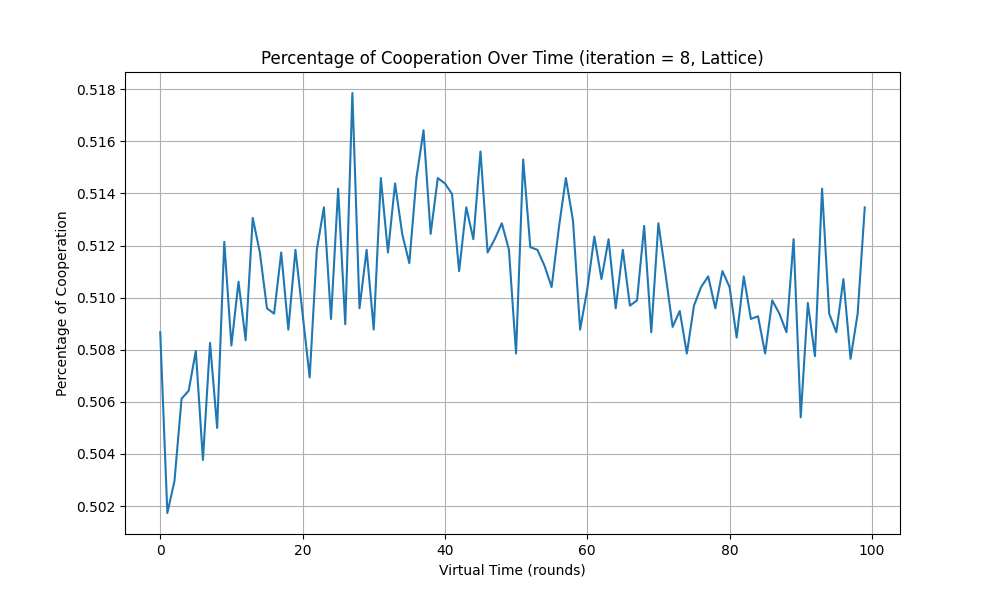 Percentage of Cooperation Over Time (iteration = 8, Lattice)
Percentage of Cooperation
0.518
0.516
0.514
0.512
0.510
0.508
0.506
0.504
0.502
0 20 40 60 80 100
Virtual Time (rounds)